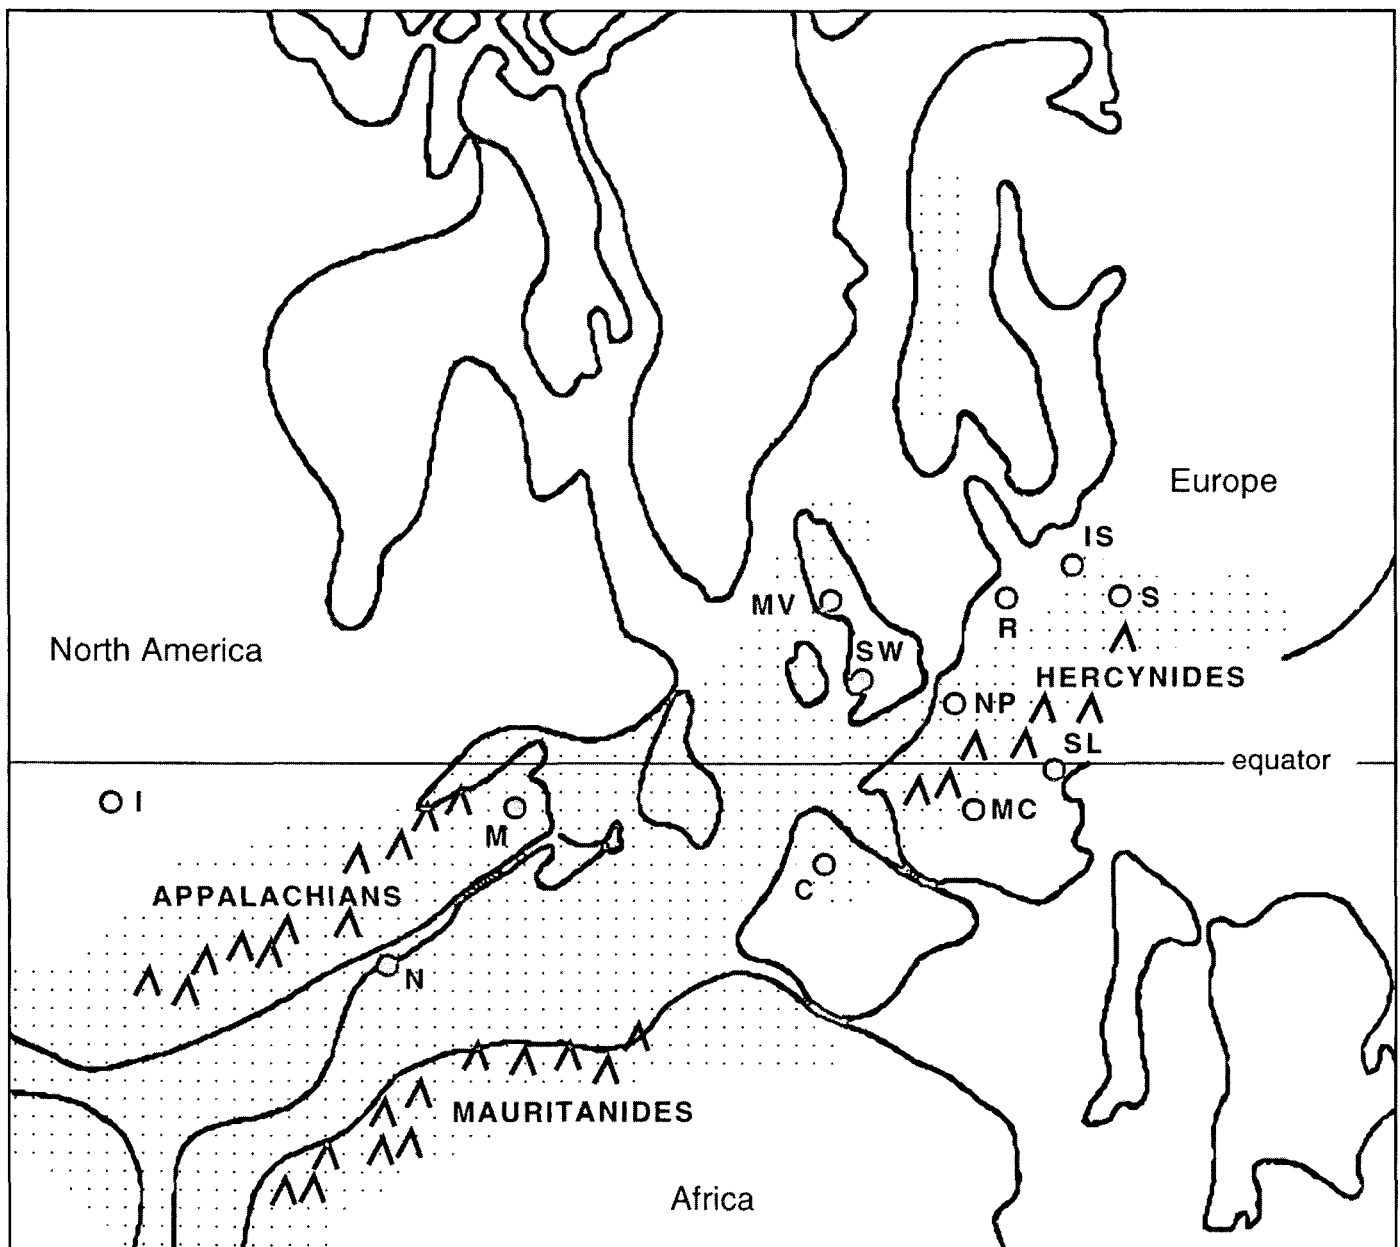 Europe
IS
MV
S
R
North America
SW
HERCYNIDES
NP
SL
equator
I
MC
M
APPALACHIANS
C
N
MAURITANIDES
Africa